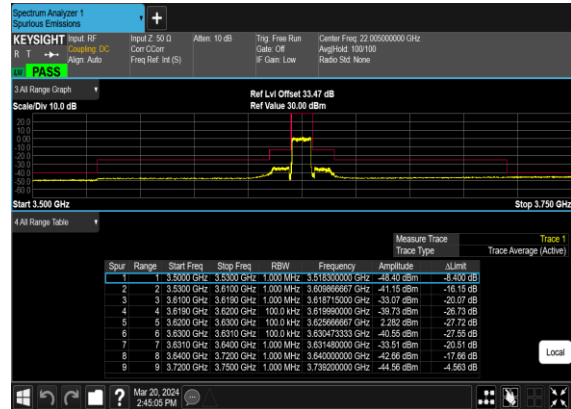 Spectrum Analyzer 1
Spurious Emissions
+
KEYSIGHT Input: RF Input Z: 50 Ω Atten: 10 dB Trig: Free Run Center Freq: 22.005000000 GHz
R T Coupling: DC Corr CCorr Gate: Off Avg|Hold: 100/100
Align: Auto Freq Ref: Int (S) IF Gain: Low Radio Std: None
PASS
3 All Range Graph
Ref Lvl Offset 33.47 dB
Scale/Div 10.0 dB Ref Value 30.00 dBm
20.0
10.0
0.00
-10.0
-20.0
-30.0
-40.0
-50.0
-60.0
Start 3.500 GHz Stop 3.750 GHz
4 All Range Table
Measure Trace Trace 1
Trace Type Trace Average (Active)
Spur Range Start Freq Stop Freq RBW Frequency Amplitude ΔLimit
1 1 3.5000 GHz 3.5300 GHz 1.000 MHz 3.518300000 GHz -48.40 dBm -8.400 dB
2 2 3.5300 GHz 3.6100 GHz 1.000 MHz 3.609866667 GHz -41.15 dBm -16.15 dB
3 3 3.6100 GHz 3.6190 GHz 1.000 MHz 3.618715000 GHz -33.07 dBm -20.07 dB
4 4 3.6190 GHz 3.6200 GHz 100.0 kHz 3.619990000 GHz -39.73 dBm -26.73 dB
5 5 3.6200 GHz 3.6300 GHz 100.0 kHz 3.625666667 GHz 2.282 dBm -27.72 dB
6 6 3.6300 GHz 3.6310 GHz 100.0 kHz 3.630473333 GHz -40.55 dBm -27.55 dB
7 7 3.6310 GHz 3.6400 GHz 1.000 MHz 3.631480000 GHz -33.51 dBm -20.51 dB
8 8 3.6400 GHz 3.7200 GHz 1.000 MHz 3.640000000 GHz -42.66 dBm -17.66 dB
9 9 3.7200 GHz 3.7500 GHz 1.000 MHz 3.739200000 GHz -44.56 dBm -4.563 dB
Local
? Mar 20, 2024
2:45:05 PM